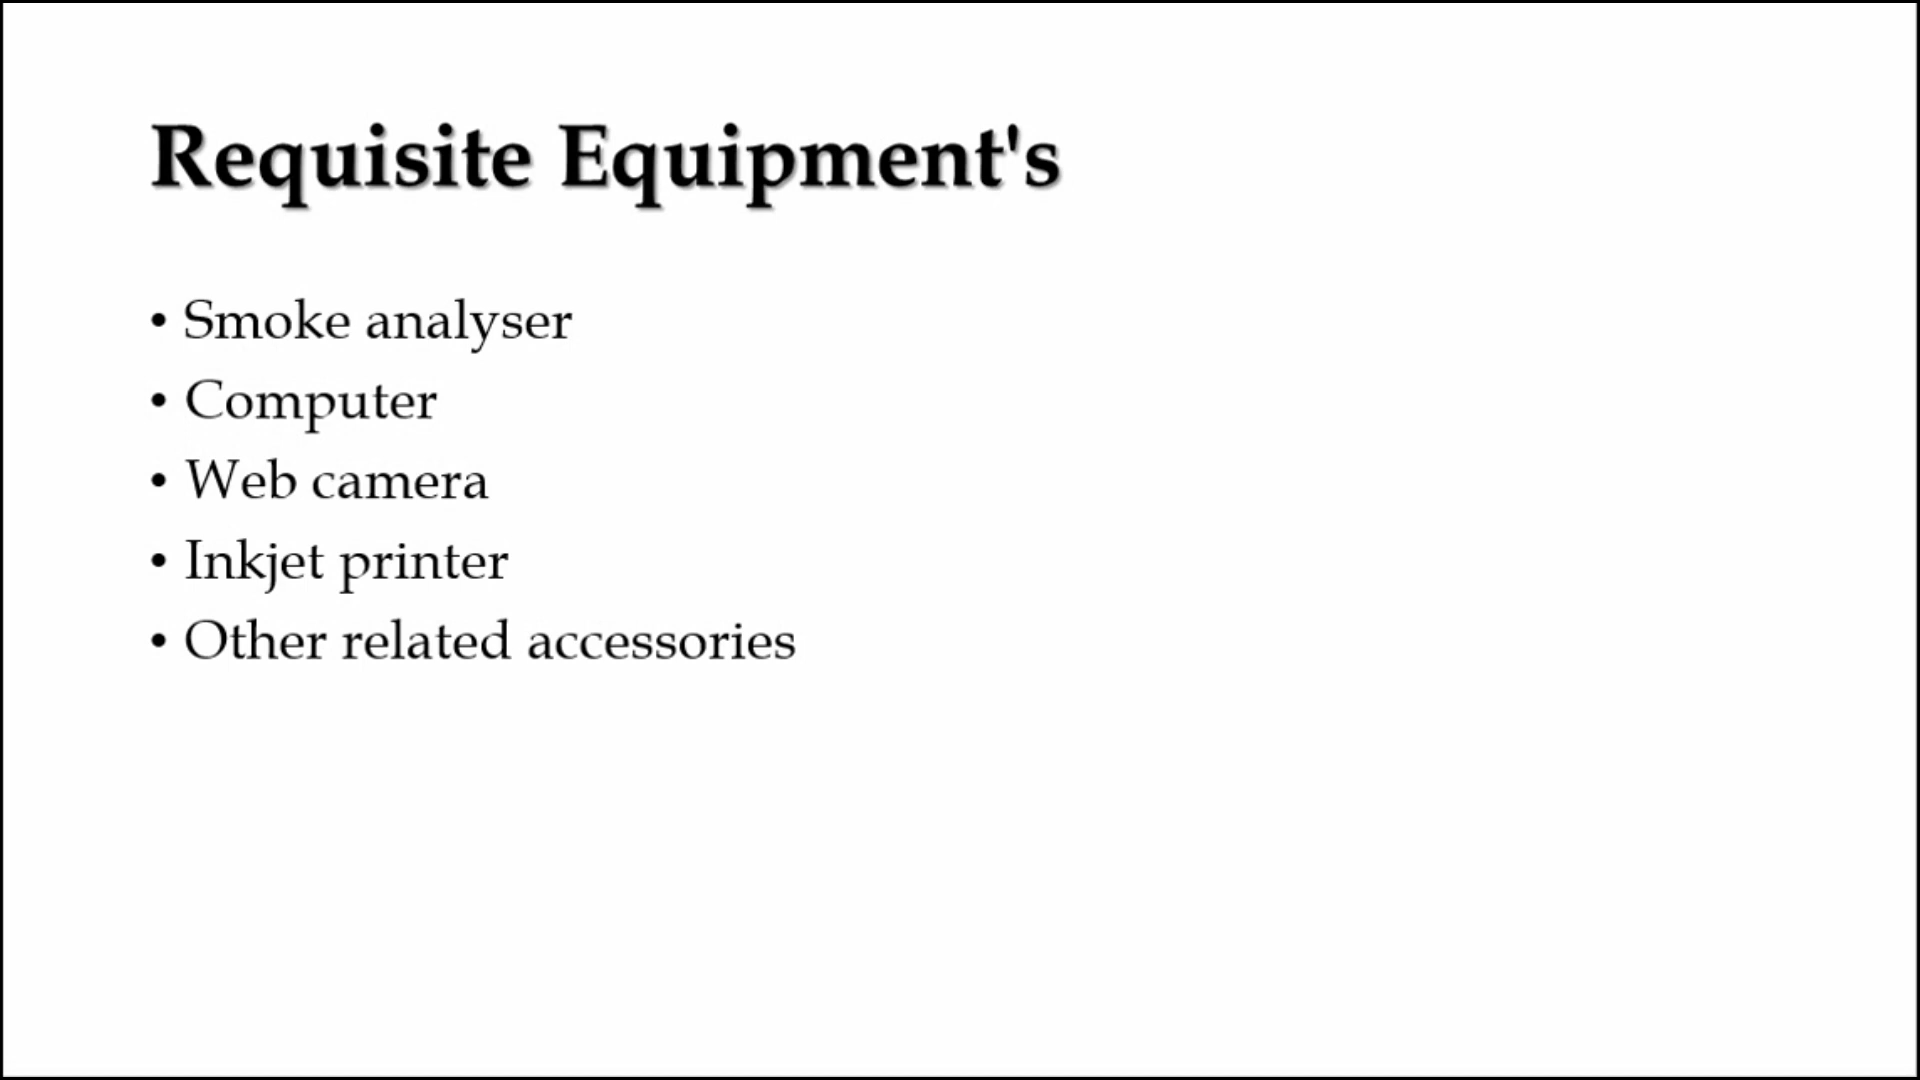 Requisite Equipment's
• Smoke analyser
• Computer
• Web camera
• Inkjet printer
• Other related accessories